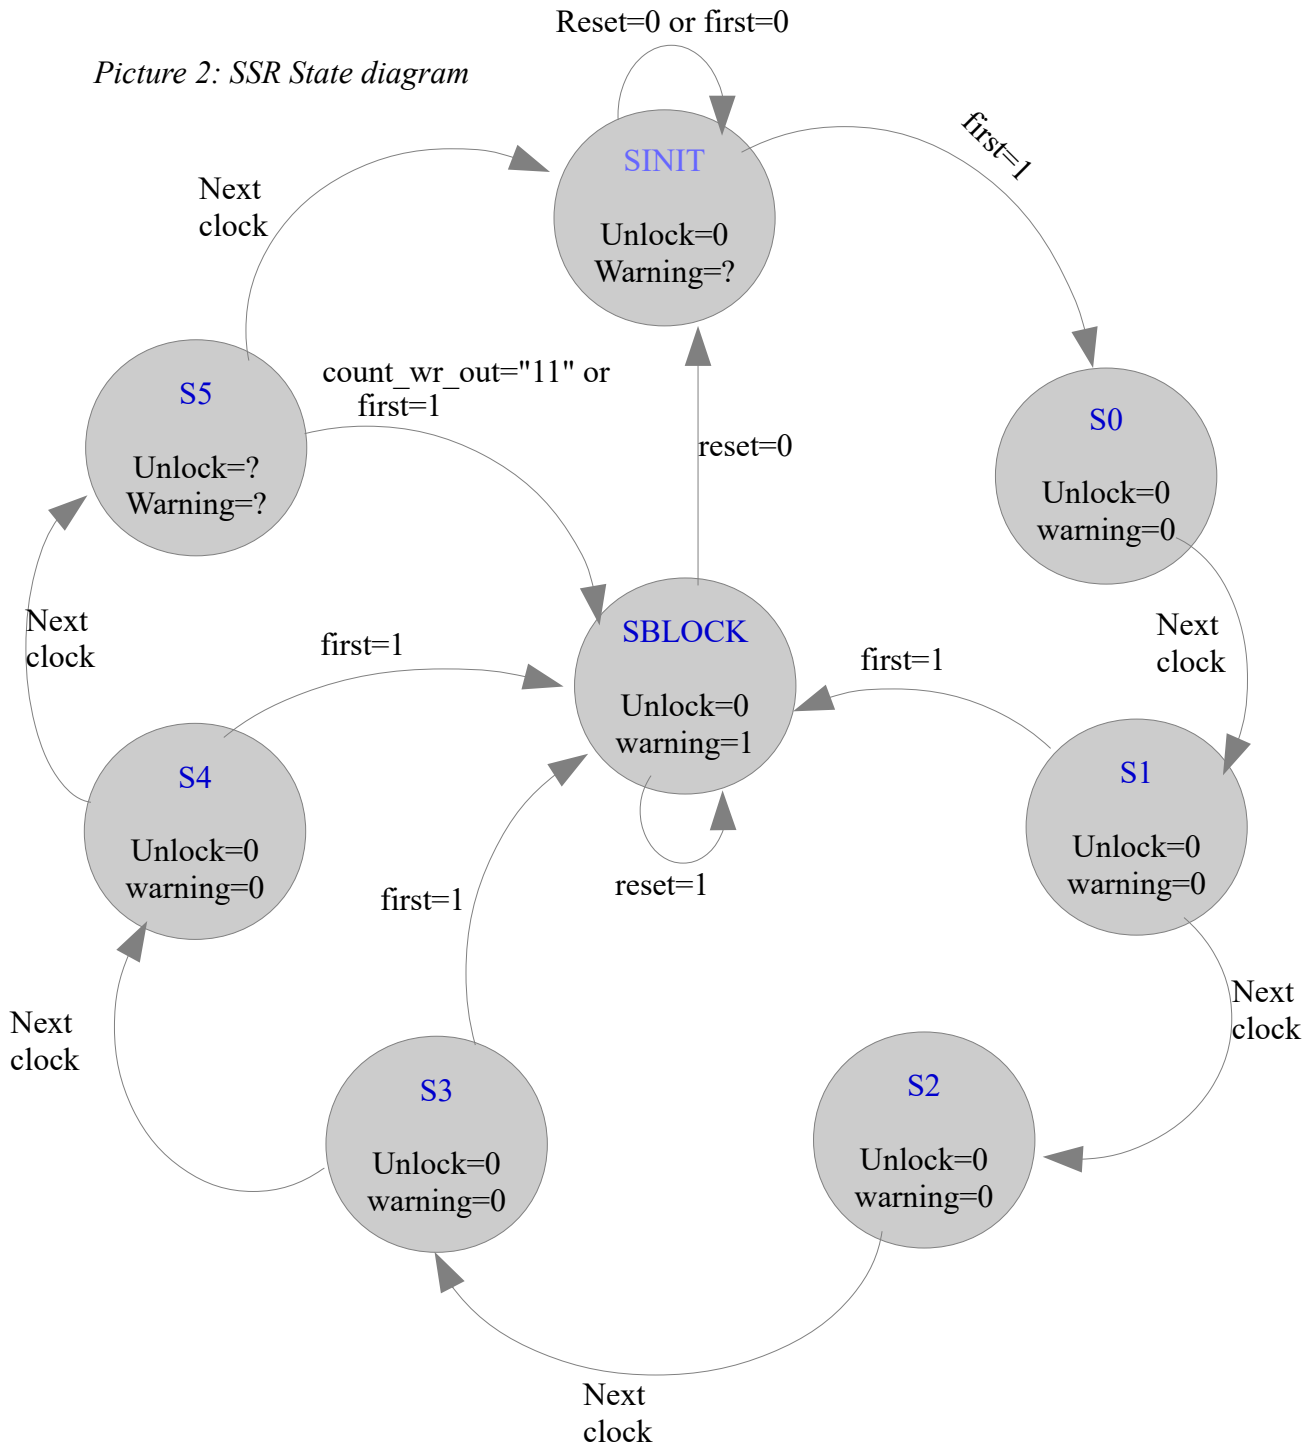 Reset=0 or first=0
Picture 2: SSR State diagram
first=1
SINIT
Unlock=0
Warning=?
Next
clock
count_wr_out="11" or
first=1
S5
Unlock=?
Warning=?
reset=0
S0
Unlock=0
warning=0
Next
clock
first=1
SBLOCK
Unlock=0
warning=1
first=1
Next
clock
S4
Unlock=0
warning=0
S1
Unlock=0
warning=0
reset=1
first=1
Next
clock
Next
clock
S3
Unlock=0
warning=0
S2
Unlock=0
warning=0
Next
clock